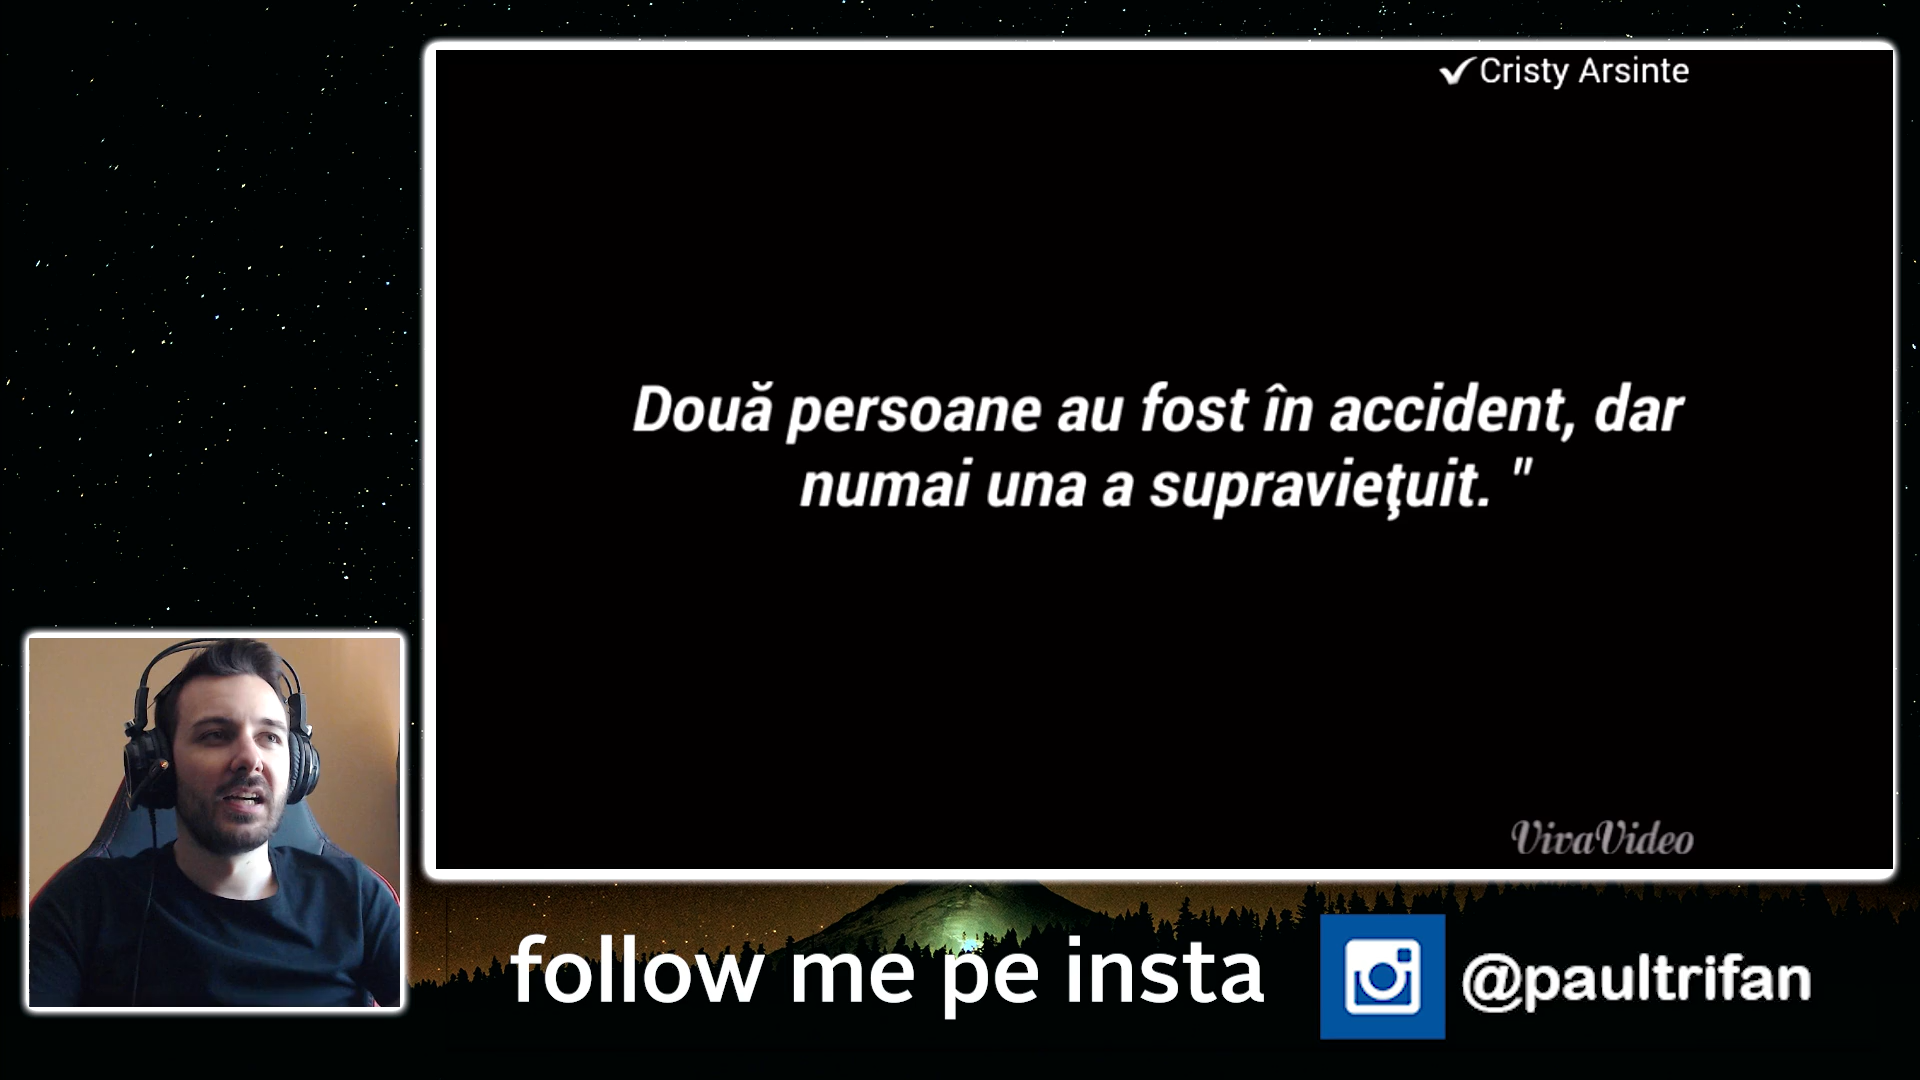 ✓Cristy Arsinte
Două persoane au fost în accident, dar
numai una a supravieţuit. "
VivaVideo
follow me pe insta
@paultrifan